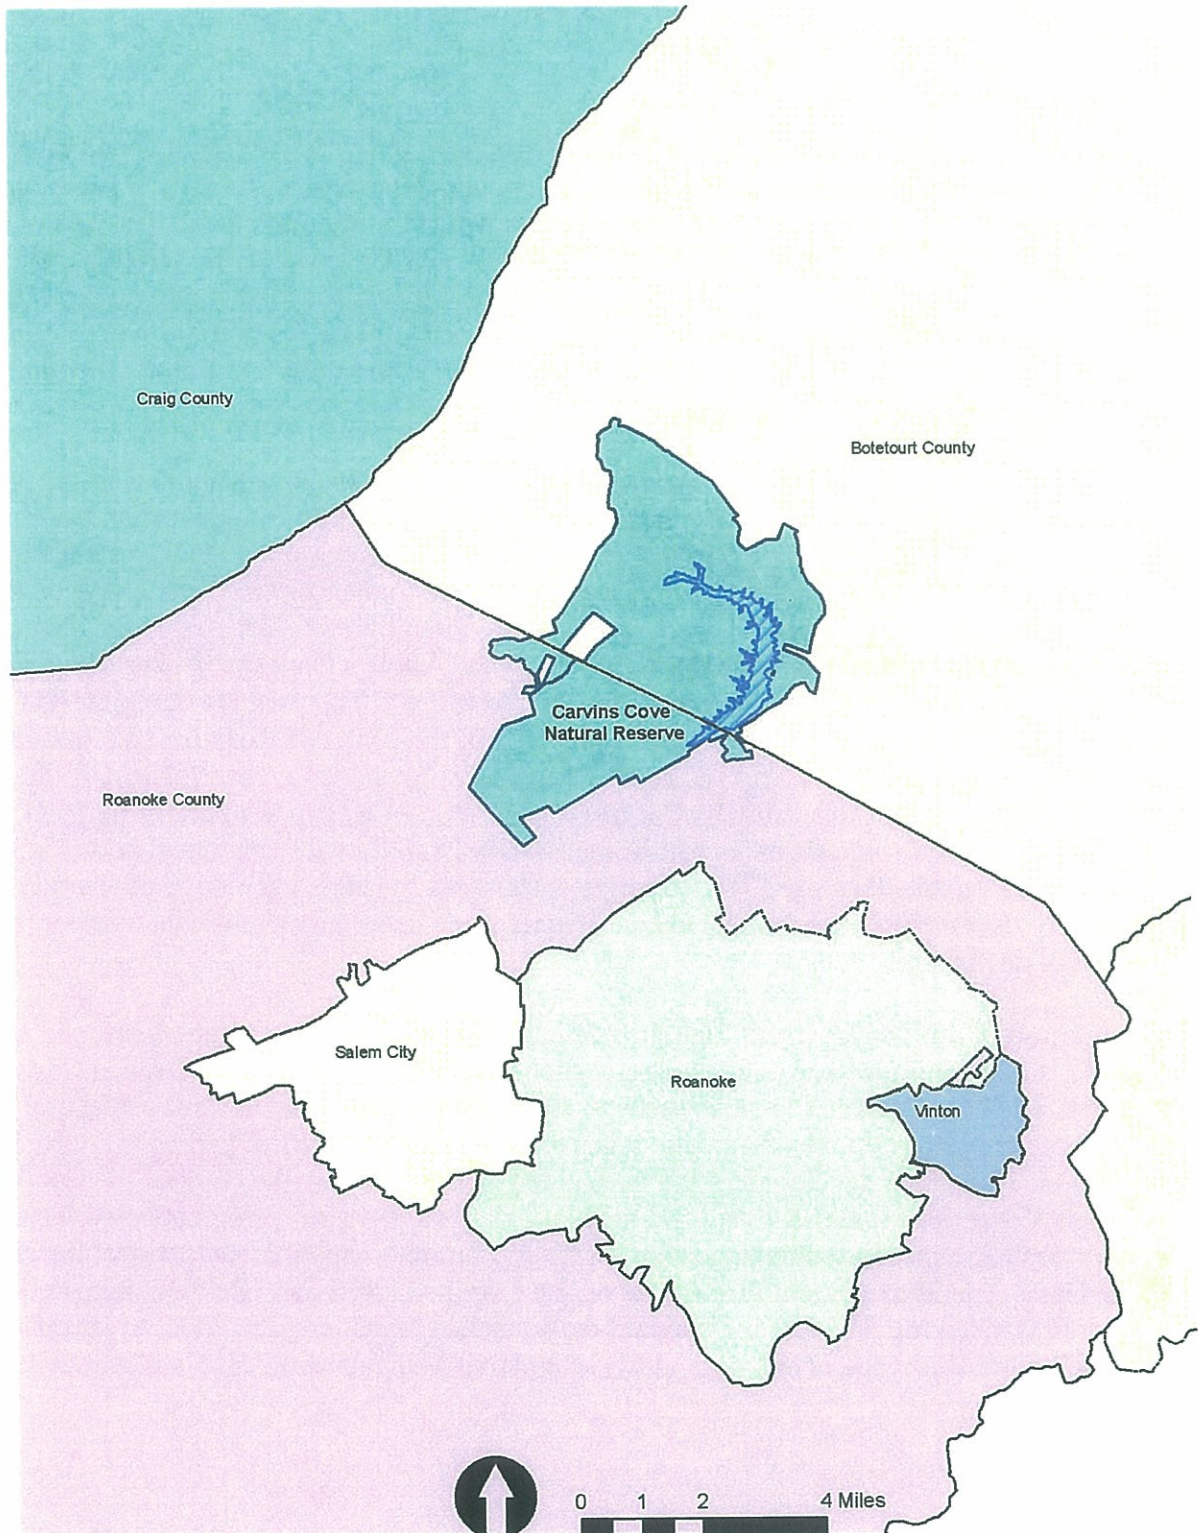 Craig County
Botetourt County
Carvins Cove
Natural Reserve
Roanoke County
Salem City
Roanoke
Vinton
0 1 2 4 Miles